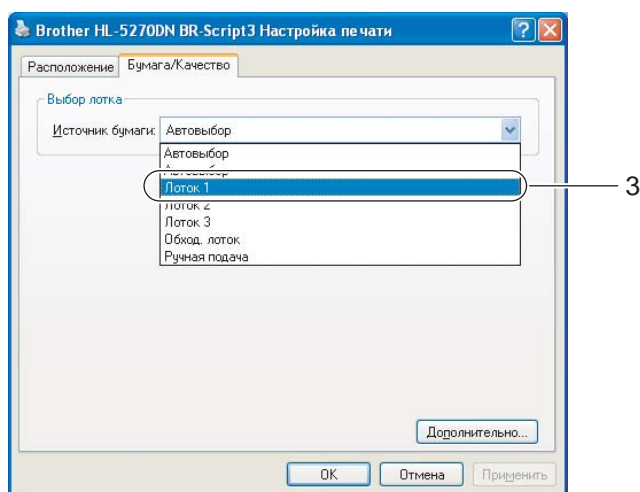 Brother HL-5270DN BR-Script3 Настройка печати
Расположение Бумага/Качество
Выбор лотка
Источник бумаги: Автовыбор
Автовыбор
Автовыбор
Лоток 1
3
Лоток 2
Лоток 3
Обход. лоток
Ручная подача
Дополнительно...
OK Отмена Применить